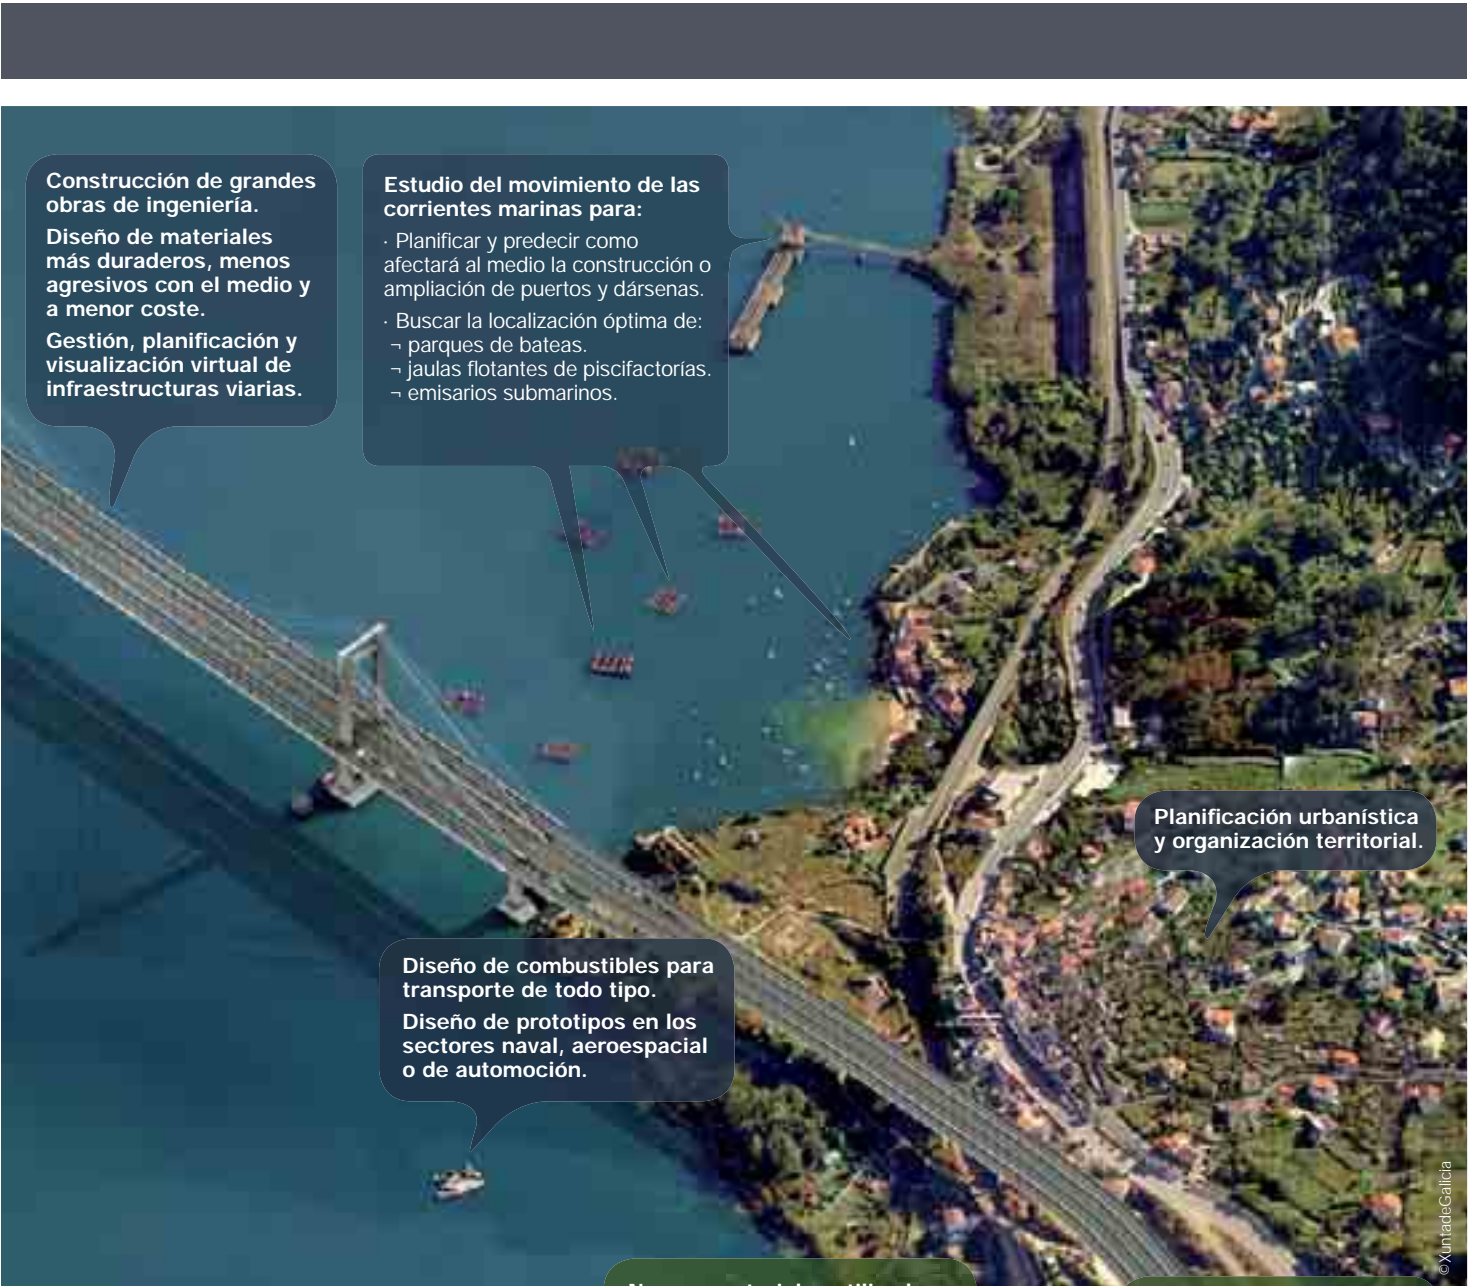 Construcción de grandes
obras de ingeniería.
Diseño de materiales
más duraderos, menos
agresivos con el medio y
a menor coste.
Gestión, planificación y
visualización virtual de
infraestructuras viarias.
Estudio del movimiento de las
corrientes marinas para:
· Planificar y predecir como
afectará al medio la construcción o
ampliación de puertos y dársenas.
· Buscar la localización óptima de:
¬ parques de bateas.
¬ jaulas flotantes de piscifactorías.
¬ emisarios submarinos.
Planificación urbanística
y organización territorial.
Diseño de combustibles para
transporte de todo tipo.
Diseño de prototipos en los
sectores naval, aeroespacial
o de automoción.
©XuntadeGalicia